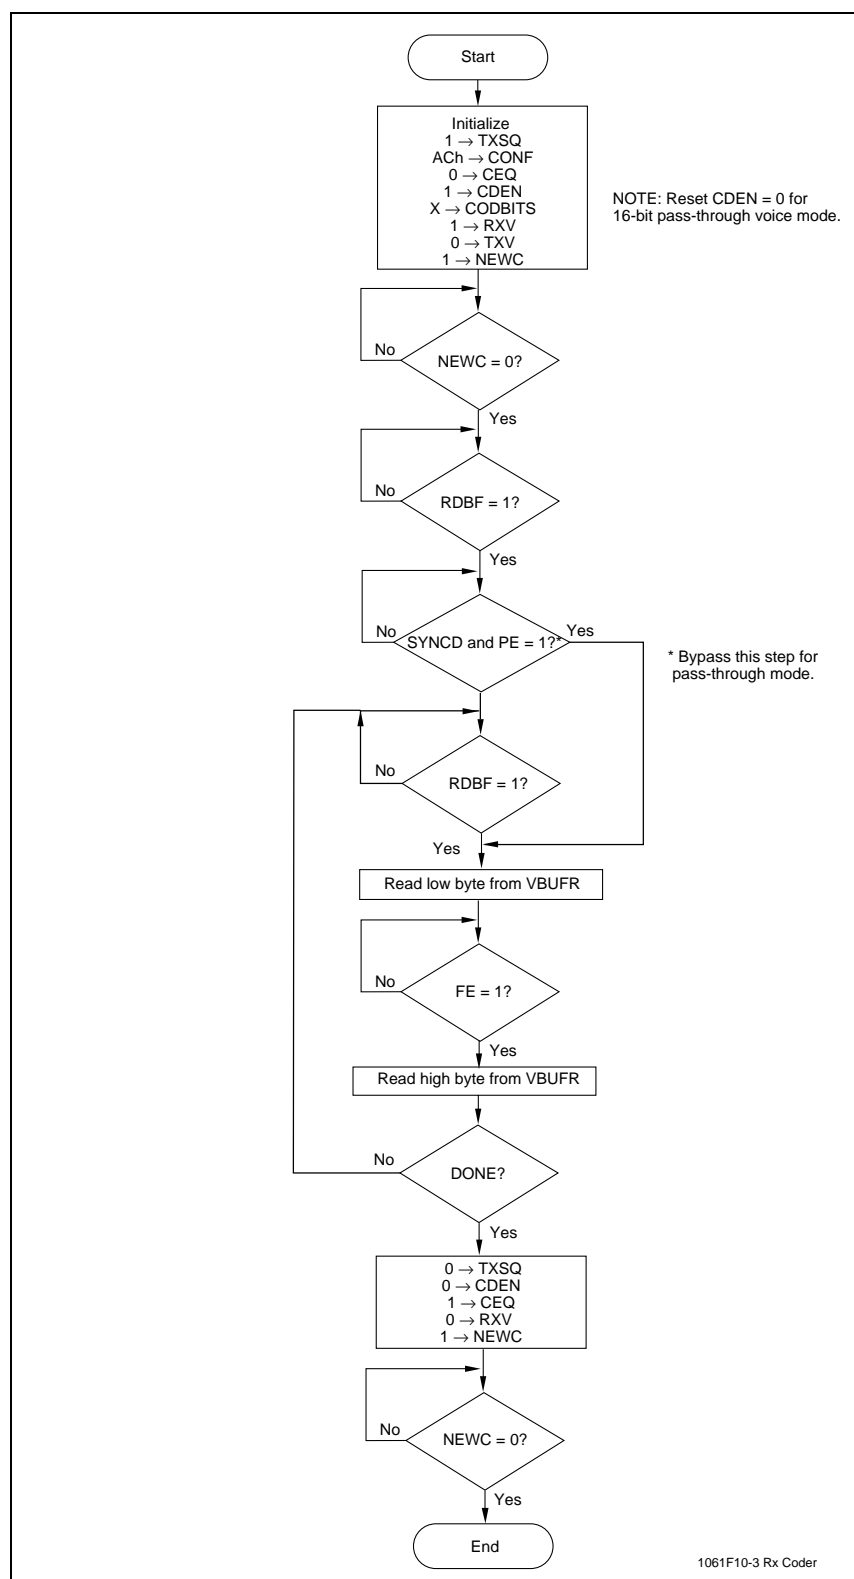 Start
Initialize
1 → TXSQ
ACh → CONF
0 → CEQ
1 → CDEN
X → CODBITS
1 → RXV
0 → TXV
1 → NEWC
NOTE: Reset CDEN = 0 for
16-bit pass-through voice mode.
No
NEWC = 0?
Yes
No
RDBF = 1?
Yes
No
SYNCD and PE = 1?*
Yes
* Bypass this step for
pass-through mode.
No
RDBF = 1?
Yes
Read low byte from VBUFR
No
FE = 1?
Yes
Read high byte from VBUFR
No
DONE?
Yes
0 → TXSQ
0 → CDEN
1 → CEQ
0 → RXV
1 → NEWC
No
NEWC = 0?
Yes
End
1061F10-3 Rx Coder